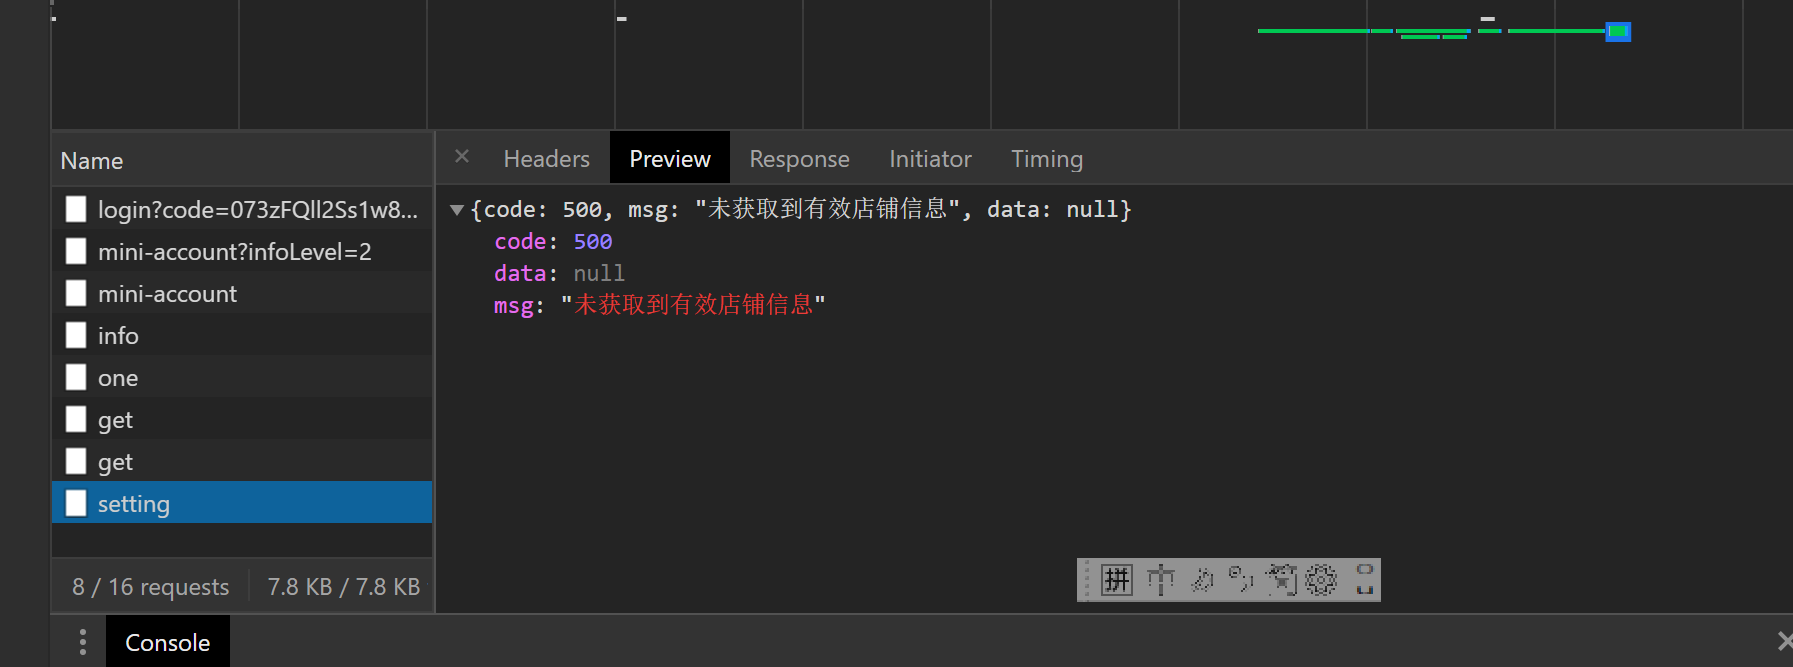 Name
login?code=073zFQll2Ss1w8...
mini-account?infoLevel=2
mini-account
info
one
get
get
setting
8 / 16 requests
7.8 KB / 7.8 KB
Headers
Preview
Response
Initiator
Timing
{code: 500, msg: "未获取到有效店铺信息", data: null}
code: 500
data: null
msg: "未获取到有效店铺信息"
拼
Console